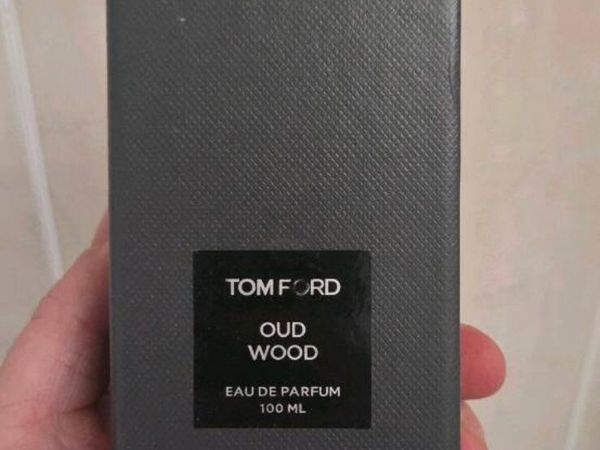 TOM FORD
OUD
WOOD
EAU DE PARFUM
100 ML